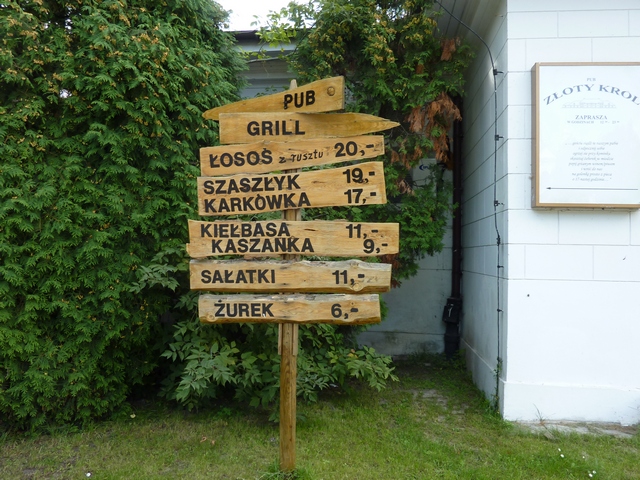 PUB
GRILL
ŁOSOŚ z rusztu 20,-
SZASZŁYK 19,-
KARKÓWKA 17,-
KIEŁBASA 11,-
KASZANKA 9,-
SAŁATKI 11,-
ŻUREK 6,-
PUB
ZŁOTY KRÓL
ZAPRASZA